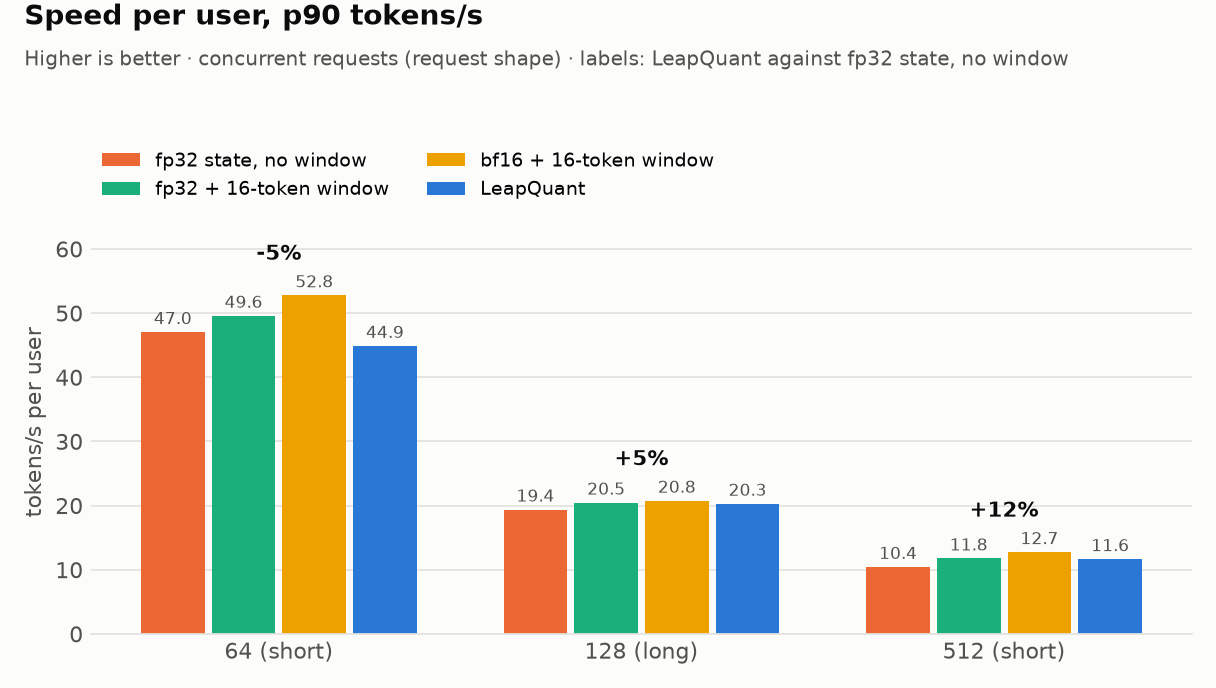 Speed per user, p90 tokens/s
Higher is better · concurrent requests (request shape) · labels: LeapQuant against fp32 state, no window
fp32 state, no window
bf16 + 16-token window
fp32 + 16-token window
LeapQuant
tokens/s per user
60
50
40
30
20
10
0
-5%
47.0
49.6
52.8
44.9
+5%
19.4
20.5
20.8
20.3
+12%
10.4
11.8
12.7
11.6
64 (short)
128 (long)
512 (short)